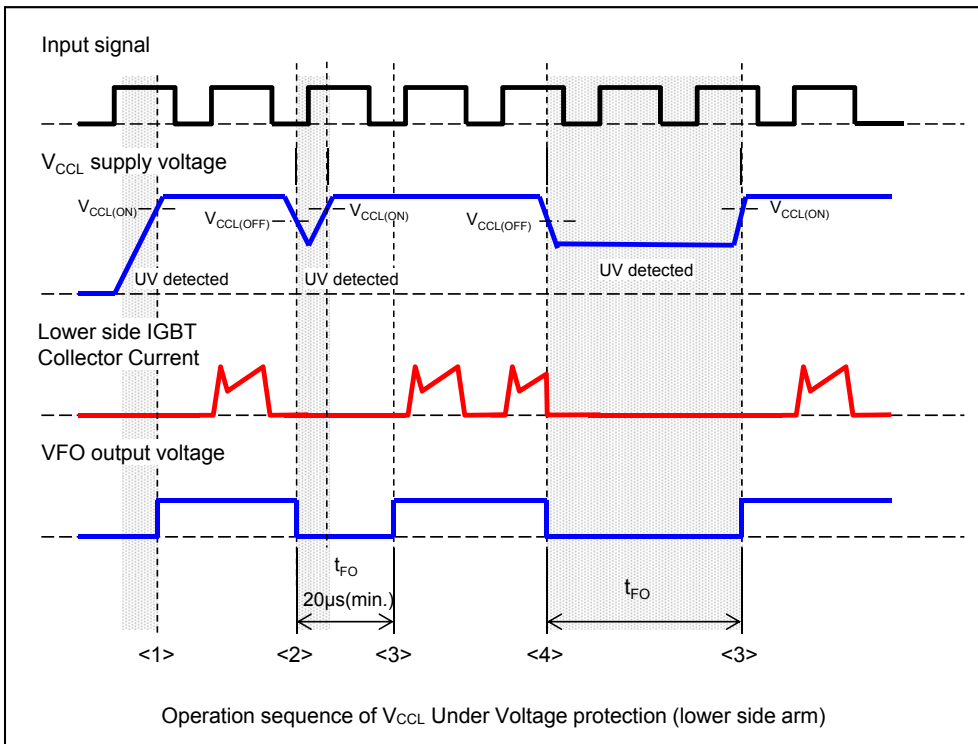 Input signal
VCCL supply voltage
VCCL(ON)
VCCL(OFF)
VCCL(ON)
VCCL(OFF)
VCCL(ON)
UV detected
UV detected
UV detected
Lower side IGBT
Collector Current
VFO output voltage
tFO
20µs(min.)
tFO
<1>
<2>
<3>
<4>
<3>
Operation sequence of VCCL Under Voltage protection (lower side arm)